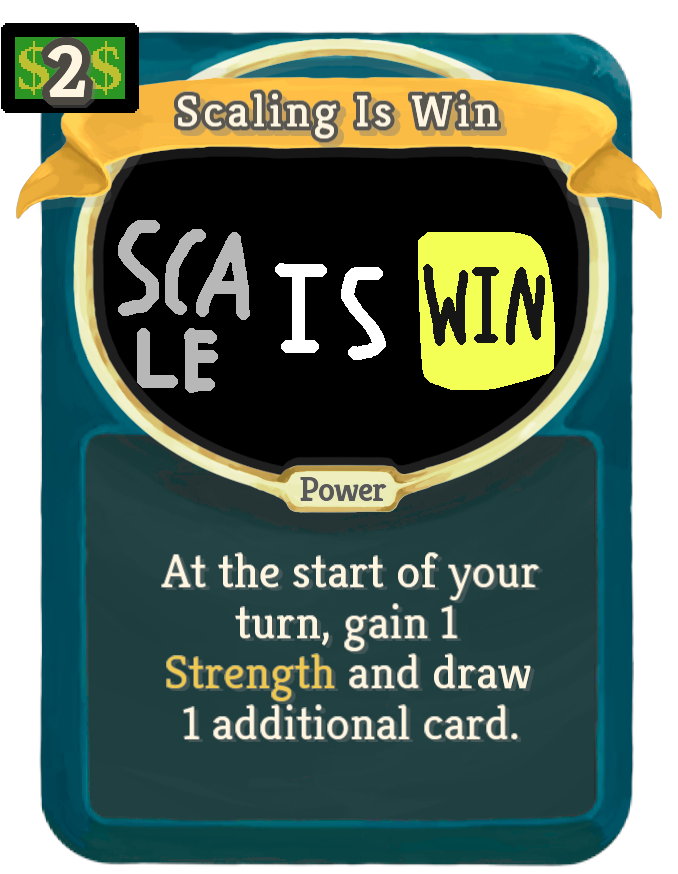 $2$
Scaling Is Win
SCA
LE
IS
WIN
Power
At the start of your
turn, gain 1
Strength and draw
1 additional card.